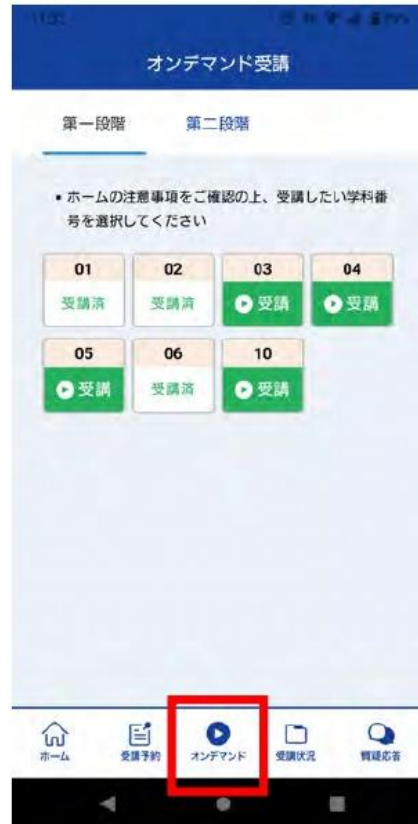 オンデマンド受講
第一段階 第二段階
• ホームの注意事項をご確認の上、受講したい学科番
号を選択してください
01 02 03 04
受講済 受講済 受講 受講
05 06 10
受講 受講済 受講
ホーム 受講予約 オンデマンド 受講状況 質疑応答